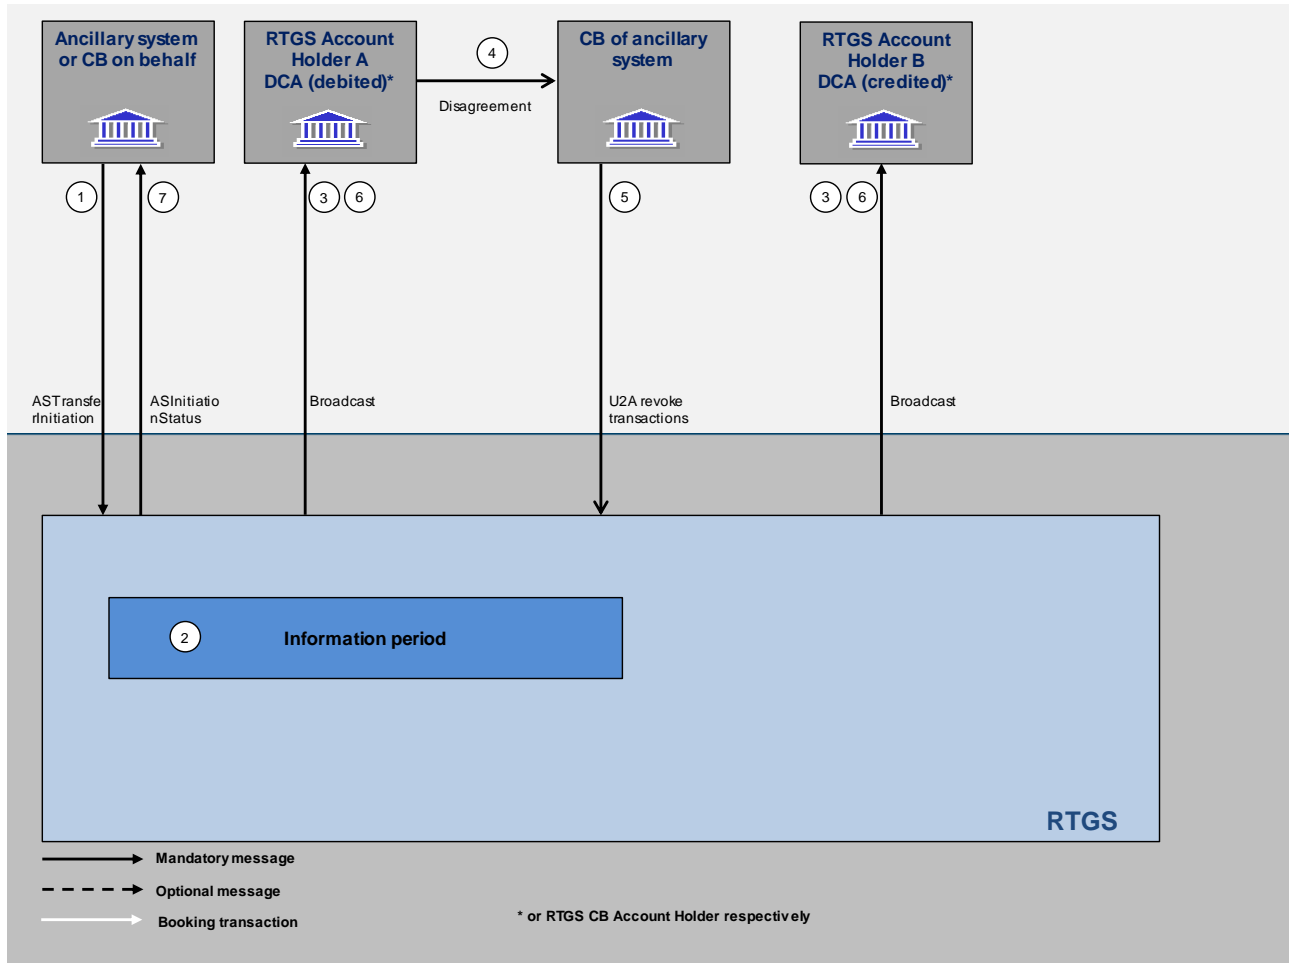 Ancillary system
or CB on behalf
RTGS Account
Holder A
DCA (debited)*
4
Disagreement
CB of ancillary
system
RTGS Account
Holder B
DCA (credited)*
1
7
3
6
5
3
6
ASTransfe
rInitiation
ASInitiatio
nStatus
Broadcast
U2A revoke
transactions
Broadcast
2
Information period
RTGS
Mandatory message
Optional message
Booking transaction
* or RTGS CB Account Holder respectively